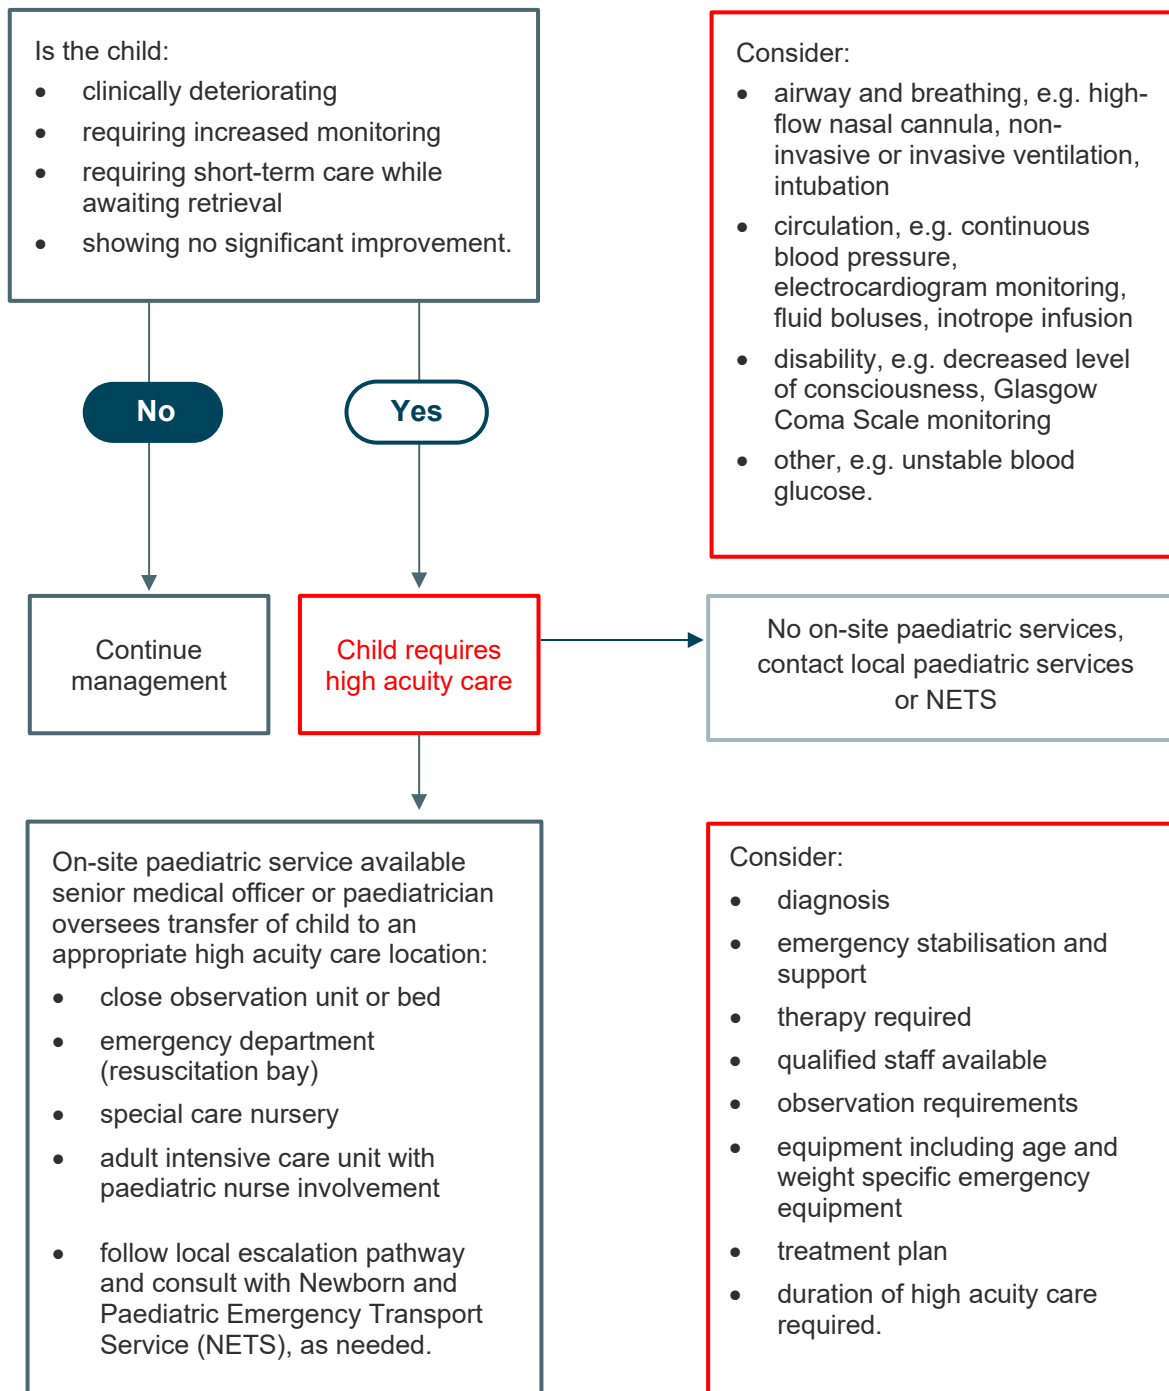 Is the child:
• clinically deteriorating
• requiring increased monitoring
• requiring short-term care while
awaiting retrieval
• showing no significant improvement.
Consider:
• airway and breathing, e.g. high-
flow nasal cannula, non-
invasive or invasive ventilation,
intubation
• circulation, e.g. continuous
blood pressure,
electrocardiogram monitoring,
fluid boluses, inotrope infusion
• disability, e.g. decreased level
of consciousness, Glasgow
Coma Scale monitoring
• other, e.g. unstable blood
glucose.
No
Yes
Continue
management
Child requires
high acuity care
No on-site paediatric services,
contact local paediatric services
or NETS
On-site paediatric service available
senior medical officer or paediatrician
oversees transfer of child to an
appropriate high acuity care location:
• close observation unit or bed
• emergency department
(resuscitation bay)
• special care nursery
• adult intensive care unit with
paediatric nurse involvement
• follow local escalation pathway
and consult with Newborn and
Paediatric Emergency Transport
Service (NETS), as needed.
Consider:
• diagnosis
• emergency stabilisation and
support
• therapy required
• qualified staff available
• observation requirements
• equipment including age and
weight specific emergency
equipment
• treatment plan
• duration of high acuity care
required.